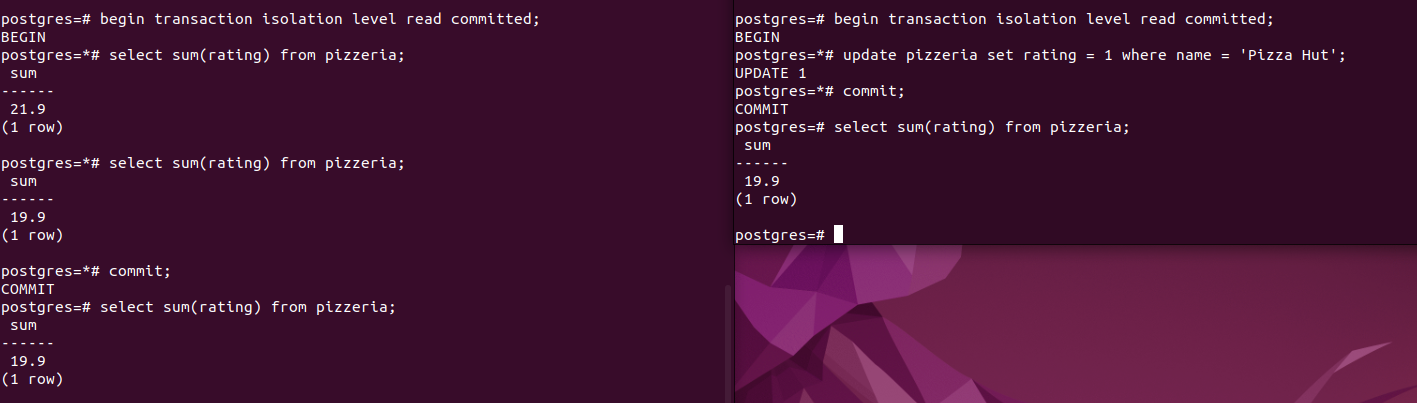 postgres=# begin transaction isolation level read committed;
BEGIN
postgres=*# select sum(rating) from pizzeria;
 sum
------
 21.9
(1 row)

postgres=*# select sum(rating) from pizzeria;
 sum
------
 19.9
(1 row)

postgres=*# commit;
COMMIT
postgres=# select sum(rating) from pizzeria;
 sum
------
 19.9
(1 row)

postgres=# begin transaction isolation level read committed;
BEGIN
postgres=*# update pizzeria set rating = 1 where name = 'Pizza Hut';
UPDATE 1
postgres=*# commit;
COMMIT
postgres=# select sum(rating) from pizzeria;
 sum
------
 19.9
(1 row)

postgres=#